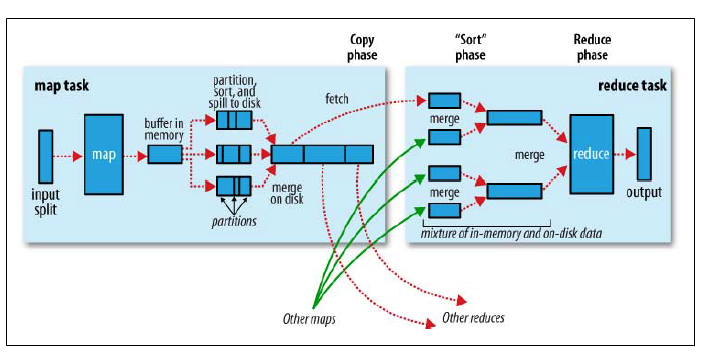 Copy
phase
"Sort"
phase
Reduce
phase
map task
partition,
sort, and
spill to disk
fetch
reduce task
buffer in
memory
merge
map
merge
reduce
input
split
merge
on disk
merge
output
partitions
mixture of in-memory and on-disk data
Other maps
Other reduces